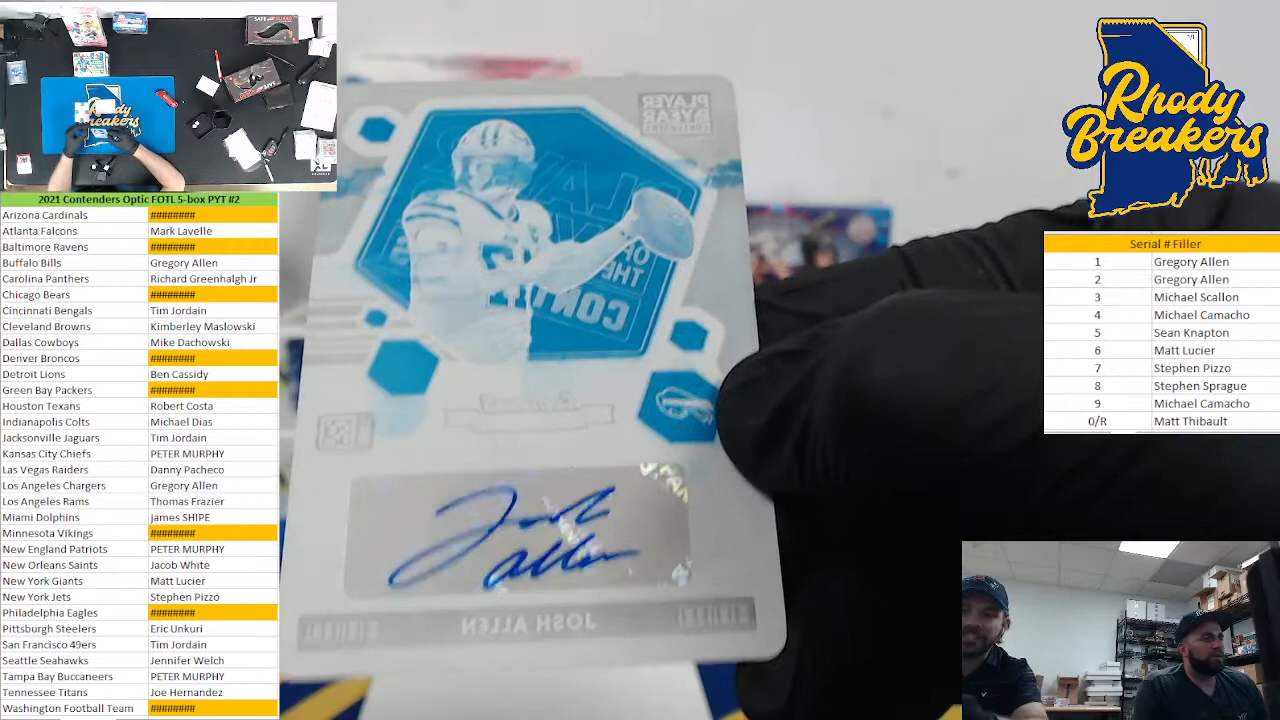 2021 Contenders Optic FOTL 5-box PYT #2
Arizona Cardinals ########
Atlanta Falcons Mark Lavelle
Baltimore Ravens ########
Buffalo Bills Gregory Allen
Carolina Panthers Richard Greenhalgh Jr
Chicago Bears ########
Cincinnati Bengals Tim Jordain
Cleveland Browns Kimberley Maslowski
Dallas Cowboys Mike Dachowski
Denver Broncos ########
Detroit Lions Ben Cassidy
Green Bay Packers ########
Houston Texans Robert Costa
Indianapolis Colts Michael Dias
Jacksonville Jaguars Tim Jordain
Kansas City Chiefs PETER MURPHY
Las Vegas Raiders Danny Pacheco
Los Angeles Chargers Gregory Allen
Los Angeles Rams Thomas Frazier
Miami Dolphins james SHIPE
Minnesota Vikings ########
New England Patriots PETER MURPHY
New Orleans Saints Jacob White
New York Giants Matt Lucier
New York Jets Stephen Pizzo
Philadelphia Eagles ########
Pittsburgh Steelers Eric Unkuri
San Francisco 49ers Tim Jordain
Seattle Seahawks Jennifer Welch
Tampa Bay Buccaneers PETER MURPHY
Tennessee Titans Joe Hernandez
Washington Football Team ########
PLAYER
OF THE
YEAR
CONTENDERS
OF
THE
Josh
Allen
JOSH ALLEN
1/1
Rhody
Breakers
Serial # Filler
1 Gregory Allen
2 Gregory Allen
3 Michael Scallon
4 Michael Camacho
5 Sean Knapton
6 Matt Lucier
7 Stephen Pizzo
8 Stephen Sprague
9 Michael Camacho
0/R Matt Thibault
Rhody
Breakers